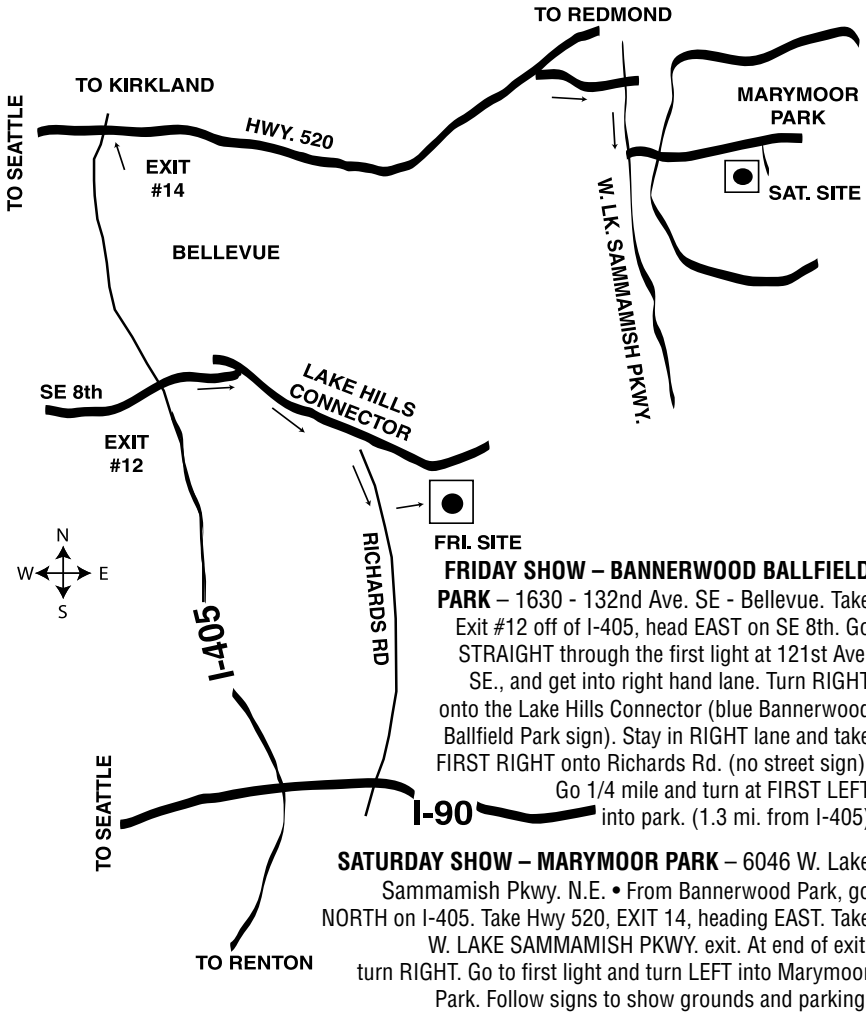 TO REDMOND
TO KIRKLAND
TO SEATTLE
HWY. 520
EXIT
#14
MARYMOOR
PARK
SAT. SITE
W. LK. SAMMAMISH PKWY.
BELLEVUE
SE 8th
LAKE HILLS
CONNECTOR
EXIT
#12
FRI. SITE
N
W E
S
RICHARDS RD
I-405
TO SEATTLE
I-90
TO RENTON
FRIDAY SHOW – BANNERWOOD BALLFIELD
PARK – 1630 - 132nd Ave. SE - Bellevue. Take
Exit #12 off of I-405, head EAST on SE 8th. Go
STRAIGHT through the first light at 121st Ave
SE., and get into right hand lane. Turn RIGHT
onto the Lake Hills Connector (blue Bannerwood
Ballfield Park sign). Stay in RIGHT lane and take
FIRST RIGHT onto Richards Rd. (no street sign)
Go 1/4 mile and turn at FIRST LEFT
into park. (1.3 mi. from I-405)
SATURDAY SHOW – MARYMOOR PARK – 6046 W. Lake
Sammamish Pkwy. N.E. • From Bannerwood Park, go
NORTH on I-405. Take Hwy 520, EXIT 14, heading EAST. Take
W. LAKE SAMMAMISH PKWY. exit. At end of exit
turn RIGHT. Go to first light and turn LEFT into Marymoor
Park. Follow signs to show grounds and parking.